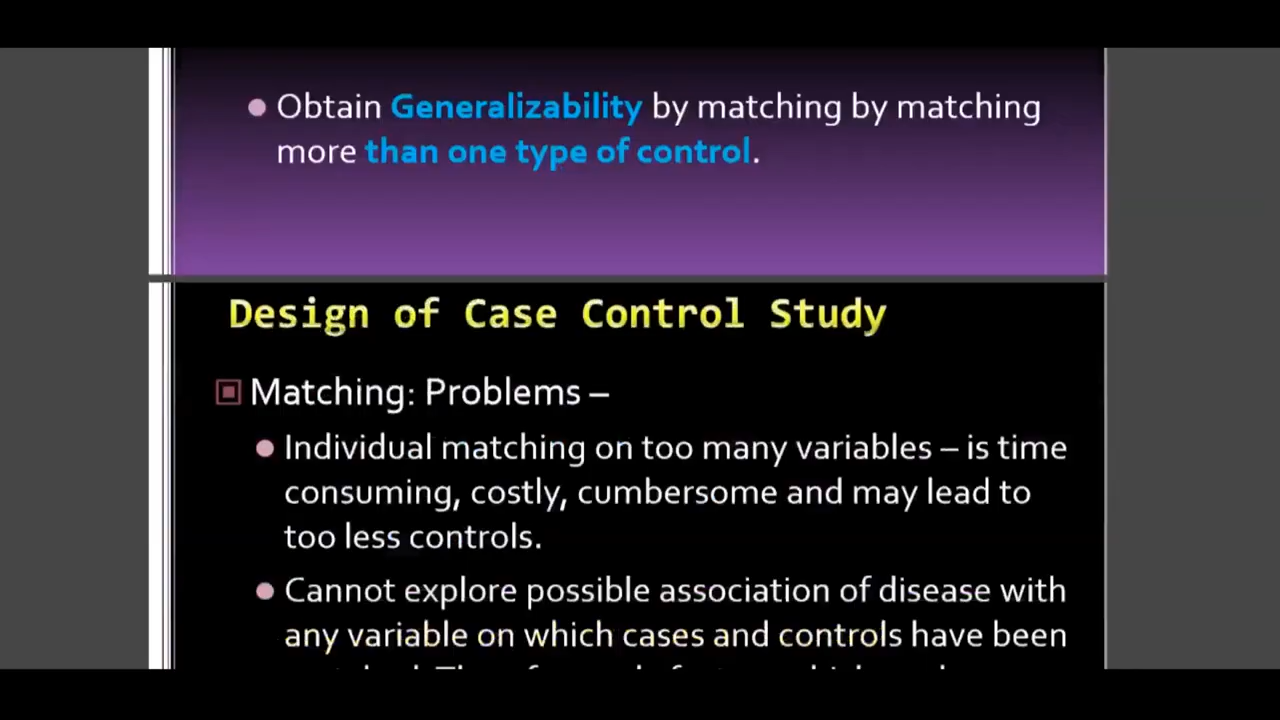 Obtain Generalizability by matching by matching
more than one type of control.
Design of Case Control Study
Matching: Problems –
Individual matching on too many variables – is time
consuming, costly, cumbersome and may lead to
too less controls.
Cannot explore possible association of disease with
any variable on which cases and controls have been